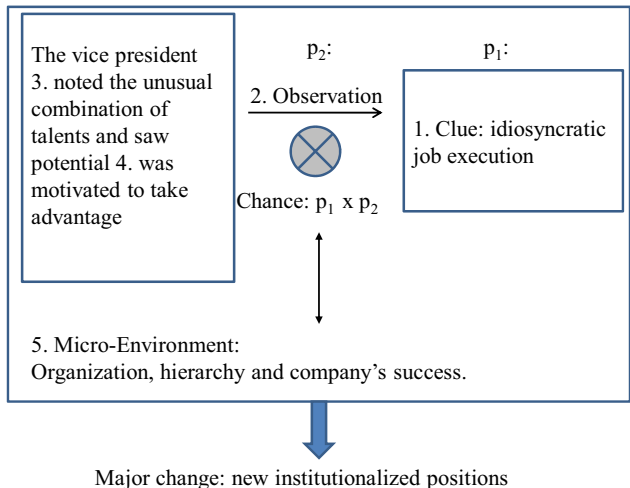 The vice president
3. noted the unusual
combination of
talents and saw
potential 4. was
motivated to take
advantage
p₂:
2. Observation
Chance: p₁ x p₂
p₁:
1. Clue: idiosyncratic
job execution
5. Micro-Environment:
Organization, hierarchy and company’s success.
Major change: new institutionalized positions